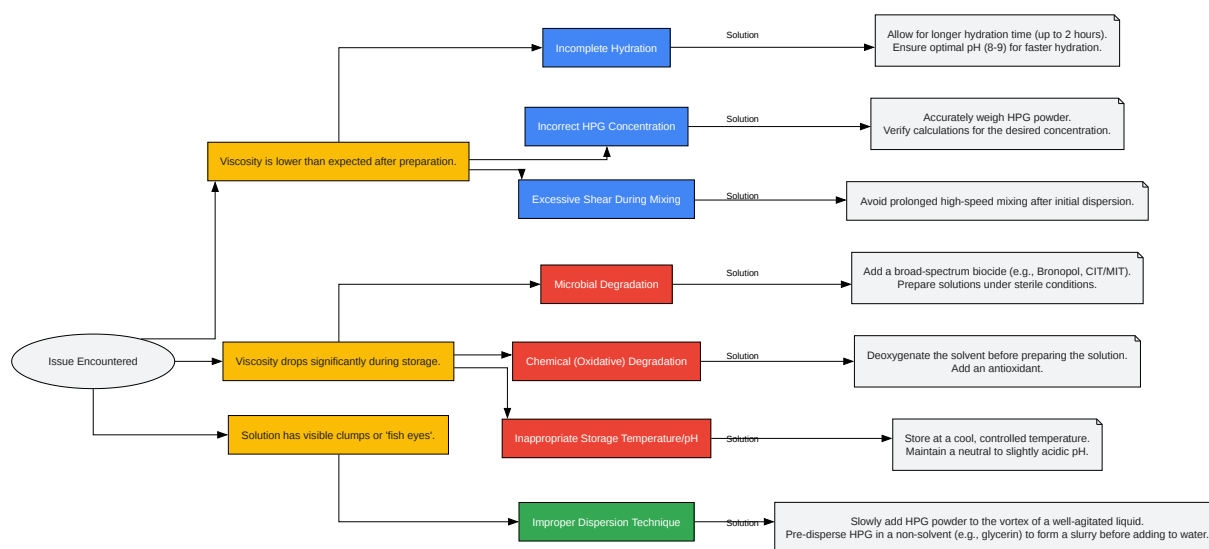 Incomplete Hydration
Solution
Allow for longer hydration time (up to 2 hours).
Ensure optimal pH (8-9) for faster hydration.
Incorrect HPG Concentration
Solution
Accurately weigh HPG powder.
Verify calculations for the desired concentration.
Viscosity is lower than expected after preparation.
Excessive Shear During Mixing
Solution
Avoid prolonged high-speed mixing after initial dispersion.
Microbial Degradation
Solution
Add a broad-spectrum biocide (e.g., Bronopol, CIT/MIT).
Prepare solutions under sterile conditions.
Issue Encountered
Viscosity drops significantly during storage.
Chemical (Oxidative) Degradation
Solution
Deoxygenate the solvent before preparing the solution.
Add an antioxidant.
Solution has visible clumps or 'fish eyes'.
Inappropriate Storage Temperature/pH
Solution
Store at a cool, controlled temperature.
Maintain a neutral to slightly acidic pH.
Improper Dispersion Technique
Solution
Slowly add HPG powder to the vortex of a well-agitated liquid.
Pre-disperse HPG in a non-solvent (e.g., glycerin) to form a slurry before adding to water.